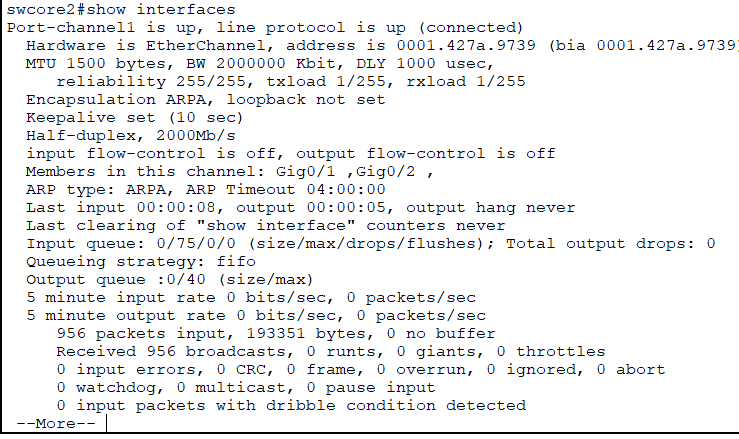 swcore2#show interfaces
Port-channel1 is up, line protocol is up (connected)
Hardware is EtherChannel, address is 0001.427a.9739 (bia 0001.427a.9739)
MTU 1500 bytes, BW 2000000 Kbit, DLY 1000 usec,
reliability 255/255, txload 1/255, rxload 1/255
Encapsulation ARPA, loopback not set
Keepalive set (10 sec)
Half-duplex, 2000Mb/s
input flow-control is off, output flow-control is off
Members in this channel: Gig0/1 ,Gig0/2 ,
ARP type: ARPA, ARP Timeout 04:00:00
Last input 00:00:08, output 00:00:05, output hang never
Last clearing of "show interface" counters never
Input queue: 0/75/0/0 (size/max/drops/flushes); Total output drops: 0
Queueing strategy: fifo
Output queue :0/40 (size/max)
5 minute input rate 0 bits/sec, 0 packets/sec
5 minute output rate 0 bits/sec, 0 packets/sec
956 packets input, 193351 bytes, 0 no buffer
Received 956 broadcasts, 0 runts, 0 giants, 0 throttles
0 input errors, 0 CRC, 0 frame, 0 overrun, 0 ignored, 0 abort
0 watchdog, 0 multicast, 0 pause input
0 input packets with dribble condition detected
--More--